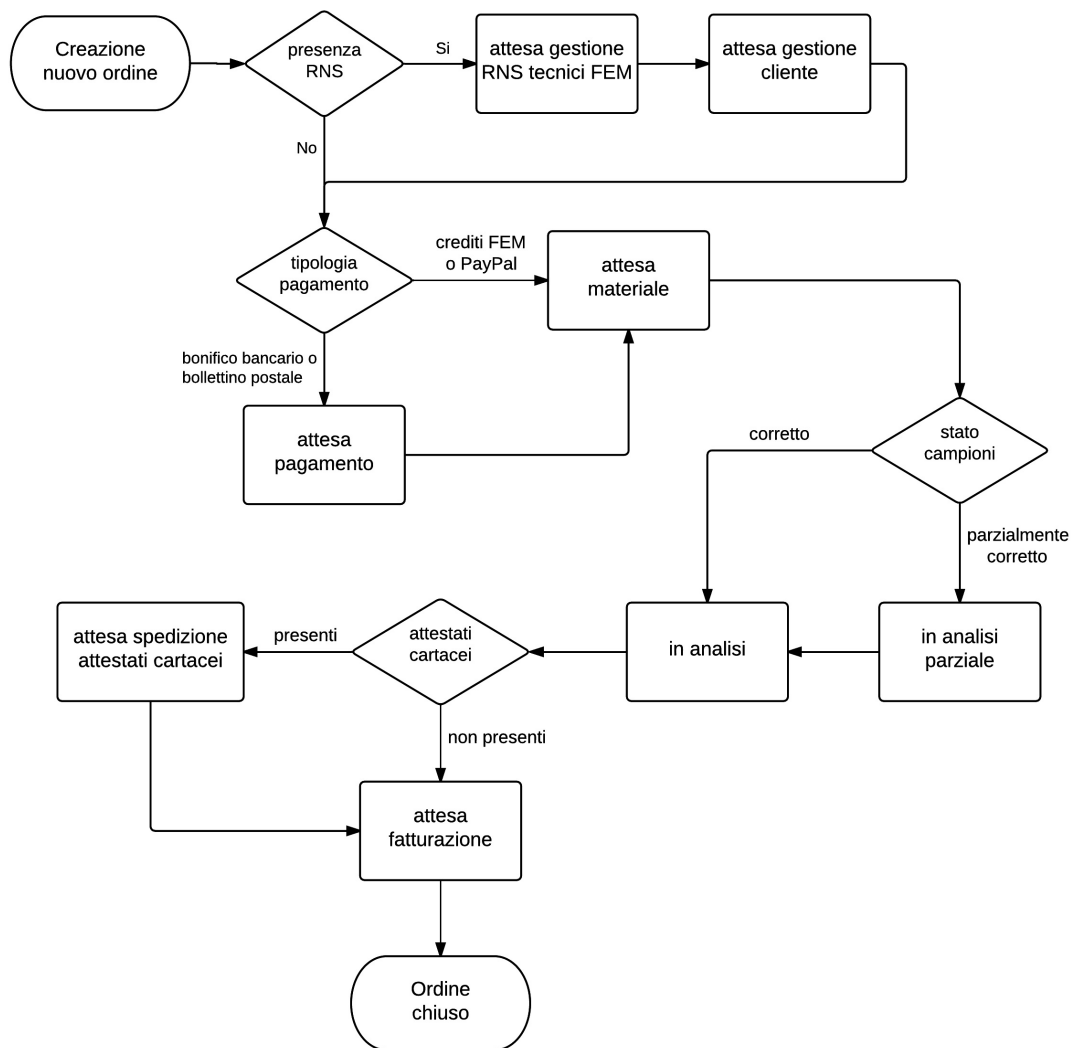 Creazione
nuovo ordine
presenza
RNS
Si
attesa gestione
RNS tecnici FEM
attesa gestione
cliente
No
tipologia
pagamento
crediti FEM
o PayPal
attesa
materiale
bonifico bancario o
bollettino postale
attesa
pagamento
corretto
stato
campioni
parzialmente
corretto
attesa spedizione
attestati cartacei
presenti
attestati
cartacei
in analisi
in analisi
parziale
non presenti
attesa
fatturazione
Ordine
chiuso